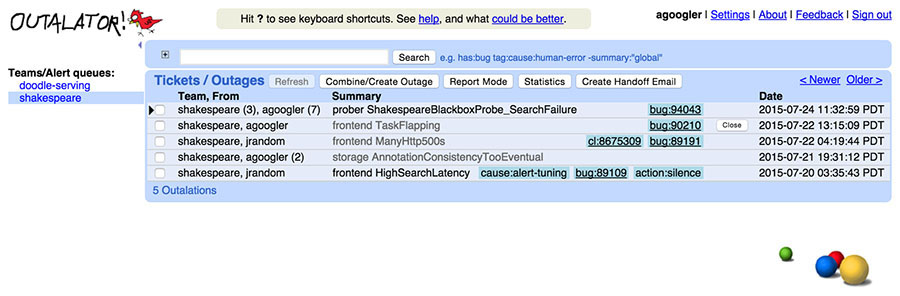 OUTALATOR!
Hit ? to see keyboard shortcuts. See help, and what could be better.
agoogler | Settings | About | Feedback | Sign out
Teams/Alert queues:
doodle-serving
shakespeare
Search e.g. has:bug tag:cause:human-error -summary:"global"
Tickets / Outages Refresh Combine/Create Outage Report Mode Statistics Create Handoff Email < Newer Older >
Team, From Summary Date
shakespeare (3), agoogler (7) prober ShakespeareBlackboxProbe_SearchFailure bug:94043 2015-07-24 11:32:59 PDT
shakespeare, agoogler frontend TaskFlapping bug:90210 Close 2015-07-22 13:15:09 PDT
shakespeare, jrandom frontend ManyHttp500s cl:8675309 bug:89191 2015-07-22 04:19:44 PDT
shakespeare, agoogler (2) storage AnnotationConsistencyTooEventual 2015-07-21 19:31:12 PDT
shakespeare, jrandom frontend HighSearchLatency cause:alert-tuning bug:89109 action:silence 2015-07-20 03:35:43 PDT
5 Outalations